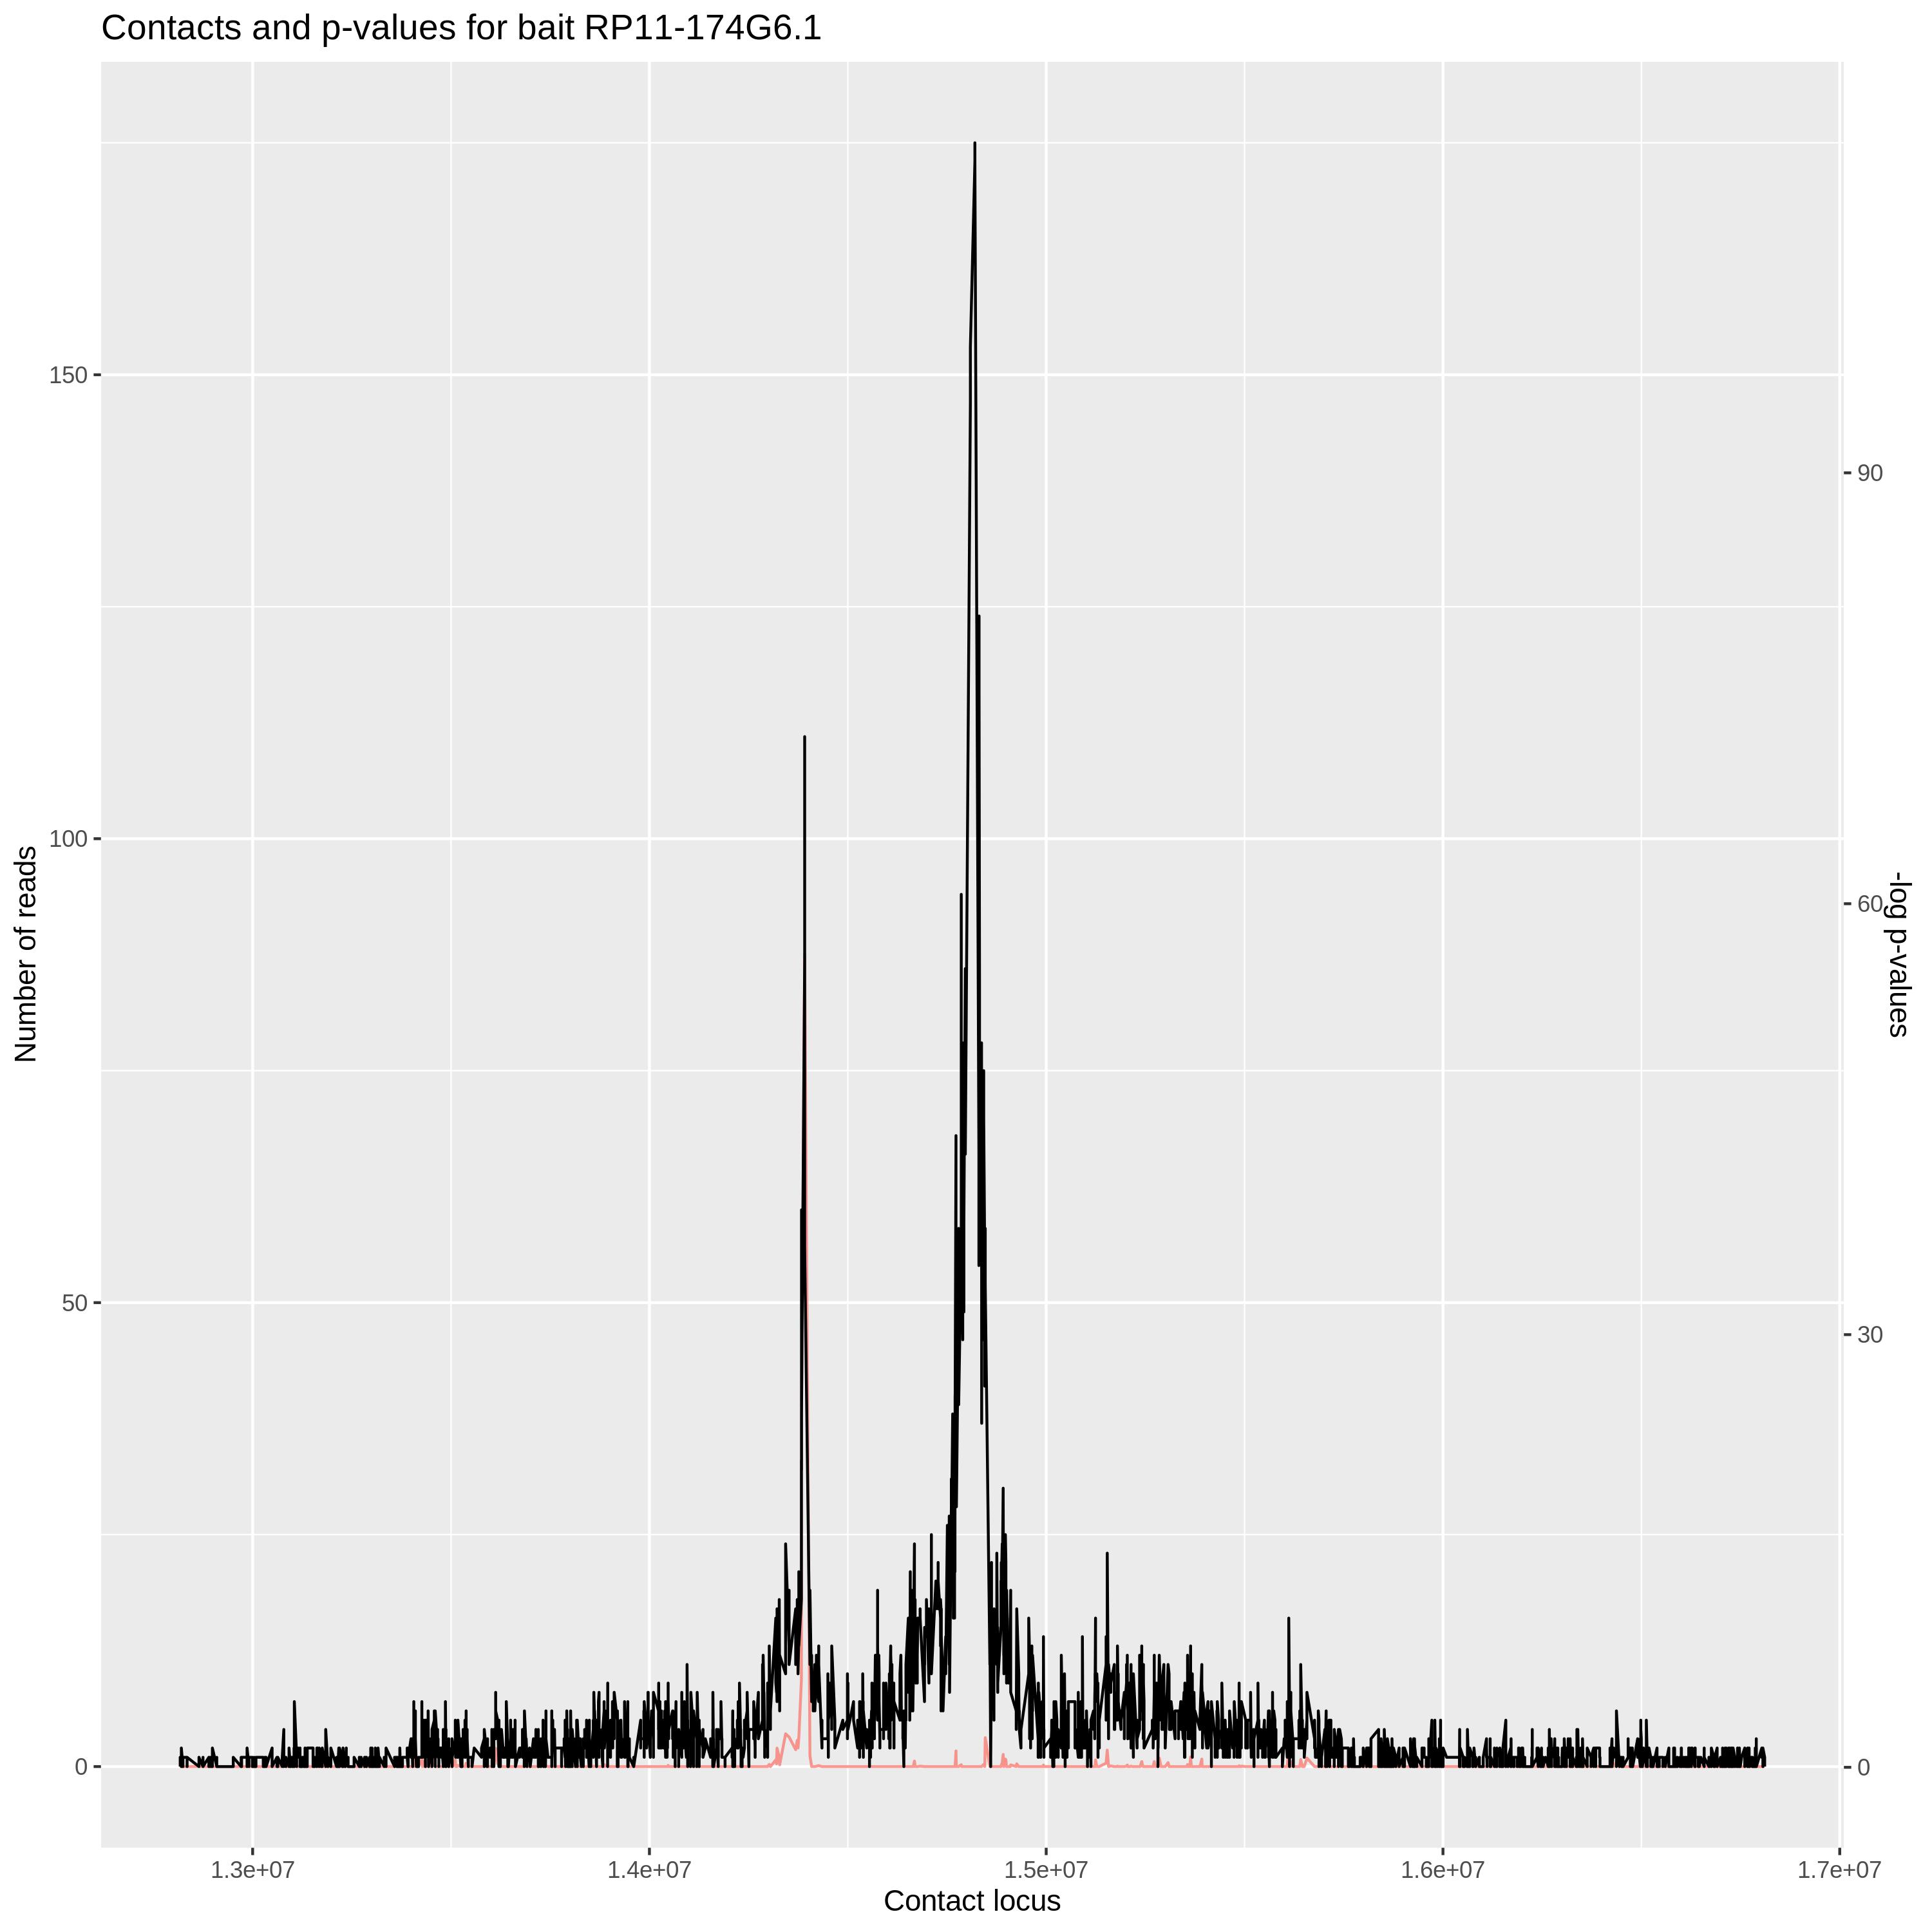 Contacts and p-values for bait RP11-174G6.1
150
100
50
0
Number of reads
90
60
30
0
-log p-values
1.3e+07
1.4e+07
1.5e+07
1.6e+07
1.7e+07
Contact locus